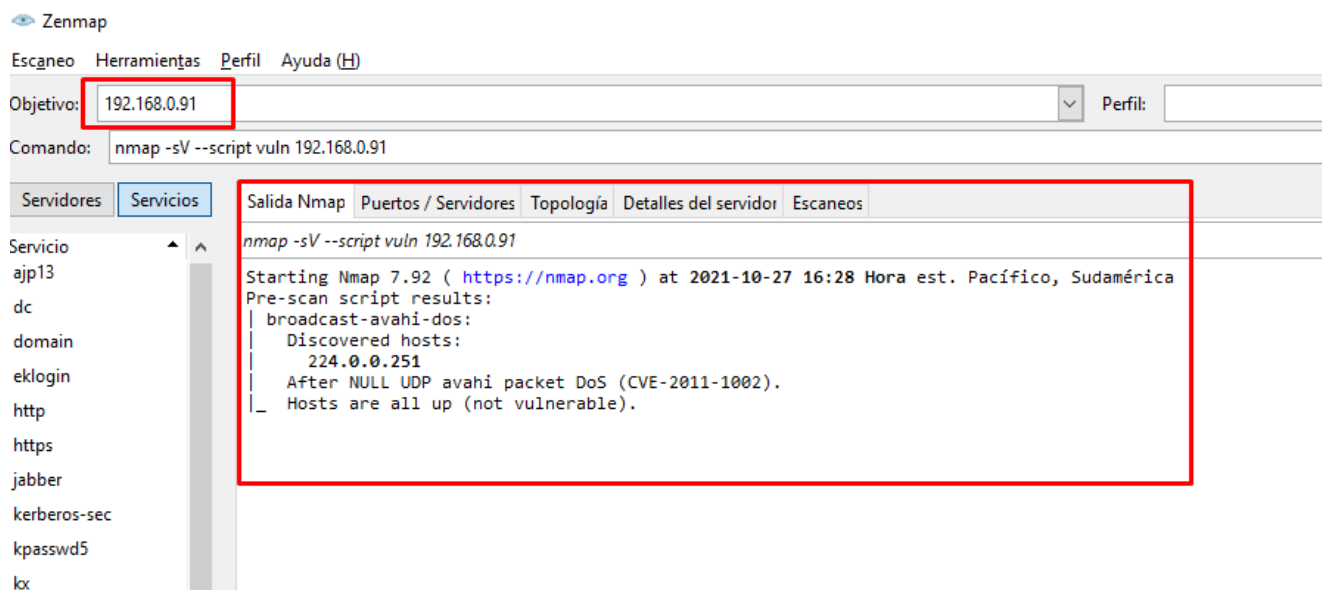 Zenmap
Escaneo Herramientas Perfil Ayuda (H)
Objetivo: 192.168.0.91 Perfil:
Comando: nmap -sV --script vuln 192.168.0.91
Servidores Servicios
Salida Nmap Puertos / Servidores Topología Detalles del servidor Escaneos
Servicio
nmap -sV --script vuln 192.168.0.91
ajp13
dc
domain
eklogin
http
https
jabber
kerberos-sec
kpasswd5
kx
Starting Nmap 7.92 ( https://nmap.org ) at 2021-10-27 16:28 Hora est. Pacífico, Sudamérica
Pre-scan script results:
| broadcast-avahi-dos:
|   Discovered hosts:
|     224.0.0.251
|   After NULL UDP avahi packet DoS (CVE-2011-1002).
|_  Hosts are all up (not vulnerable).